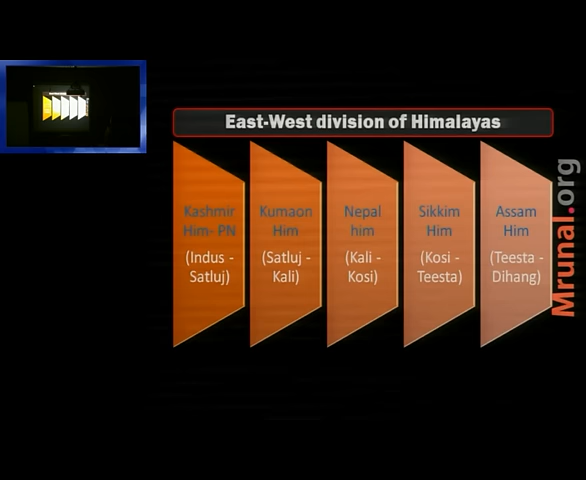 East-West division of Himalayas
Kashmir
Him- PN
(Indus -
Satluj)
Kumaon
Him
(Satluj -
Kali)
Nepal
him
(Kali -
Kosi)
Sikkim
Him
(Kosi -
Teesta)
Assam
Him
(Teesta -
Dihang)
Mrunal.org